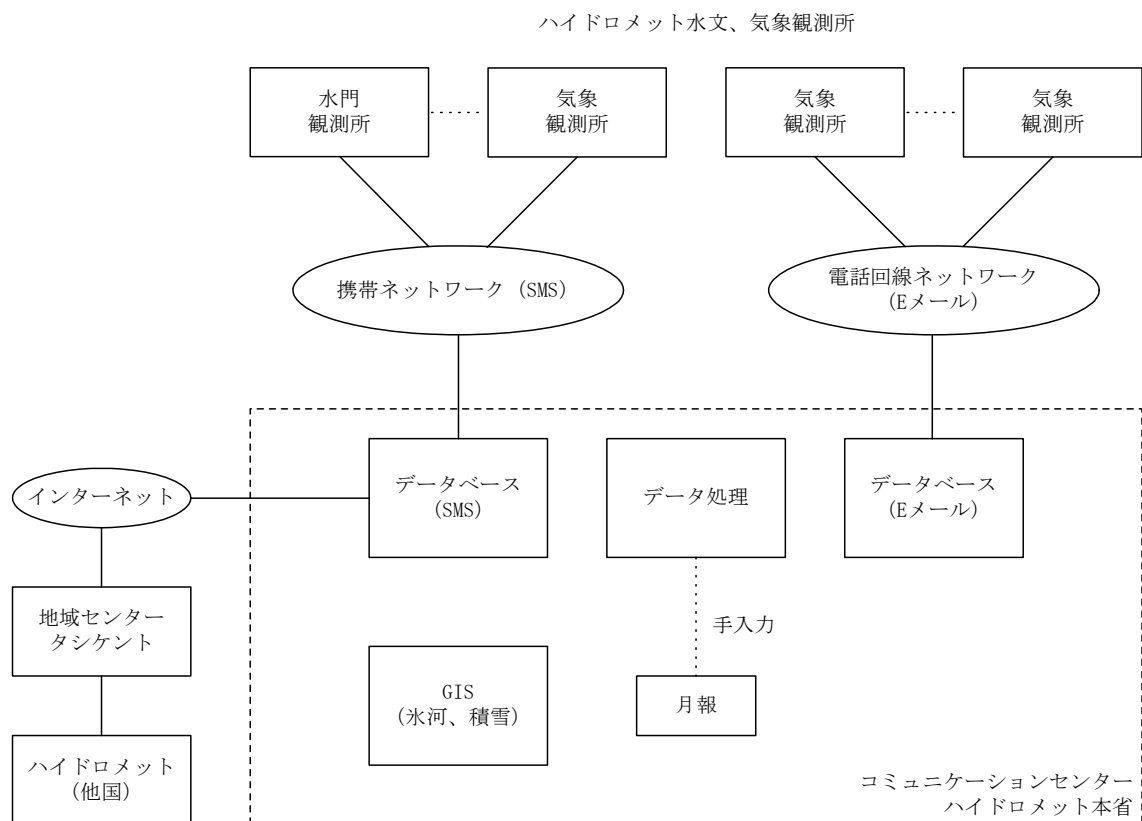 ハイドロメット水文、気象観測所
水門
観測所
気象
観測所
気象
観測所
気象
観測所
携帯ネットワーク (SMS)
電話回線ネットワーク
(Eメール)
データベース
(SMS)
データ処理
データベース
(Eメール)
インターネット
地域センター
タシケント
手入力
GIS
(氷河、積雪)
月報
ハイドロメット
(他国)
コミュニケーションセンター
ハイドロメット本省